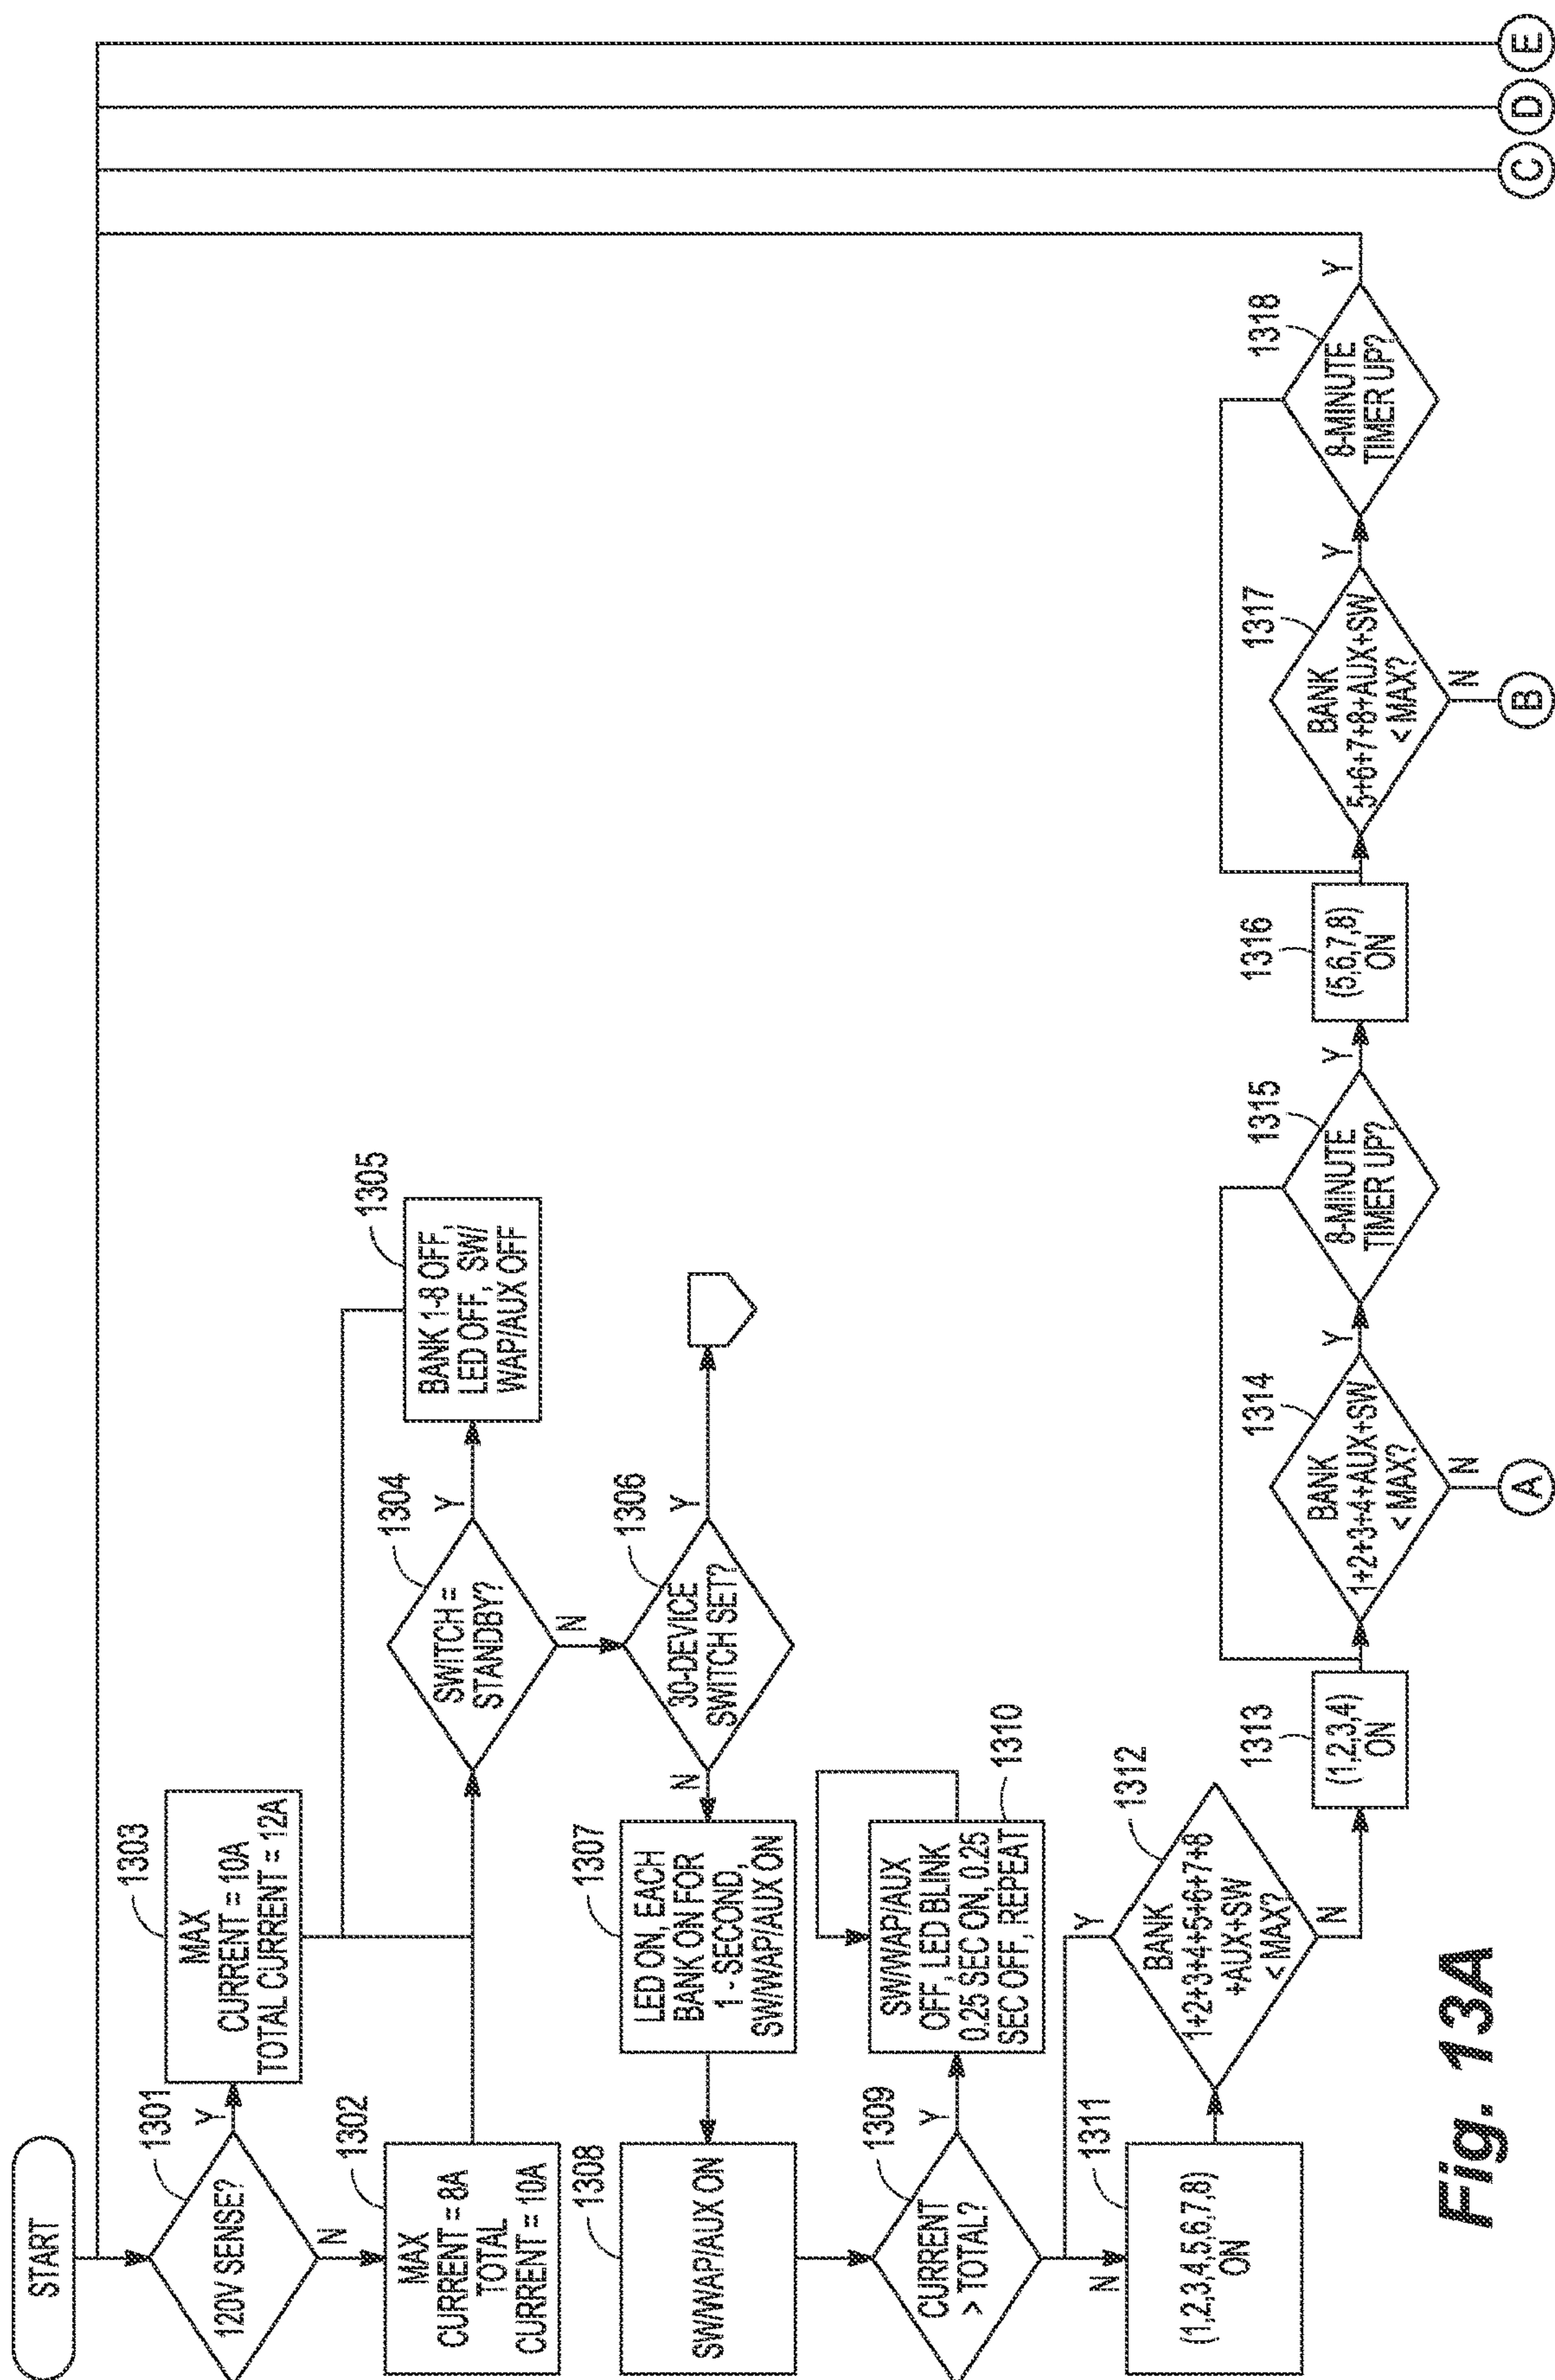 START
1301
120V SENSE?
Y
N
1302
MAX
CURRENT = 8A
TOTAL
CURRENT = 10A
1303
MAX
CURRENT = 10A
TOTAL CURRENT = 12A
1304
SWITCH =
STANDBY?
Y
N
1305
BANK 1-8 OFF,
LED OFF, SW/
WAP/AUX OFF
1306
30-DEVICE
SWITCH SET?
Y
N
1307
LED ON, EACH
BANK ON FOR
1 - SECOND,
SW/WAP/AUX ON
1308
SW/WAP/AUX ON
1309
CURRENT
> TOTAL?
Y
N
1310
SW/WAP/AUX
OFF, LED BLINK
0.25 SEC ON, 0.25
SEC OFF, REPEAT
1311
(1,2,3,4,5,6,7,8)
ON
1312
BANK
1+2+3+4+5+6+7+8
+AUX+SW
< MAX?
Y
N
1313
(1,2,3,4)
ON
1314
BANK
1+2+3+4+AUX+SW
< MAX?
Y
N
A
1315
8-MINUTE
TIMER UP?
Y
1316
(5,6,7,8)
ON
1317
BANK
5+6+7+8+AUX+SW
< MAX?
Y
N
B
1318
8-MINUTE
TIMER UP?
Y
C
D
E
Fig. 13A